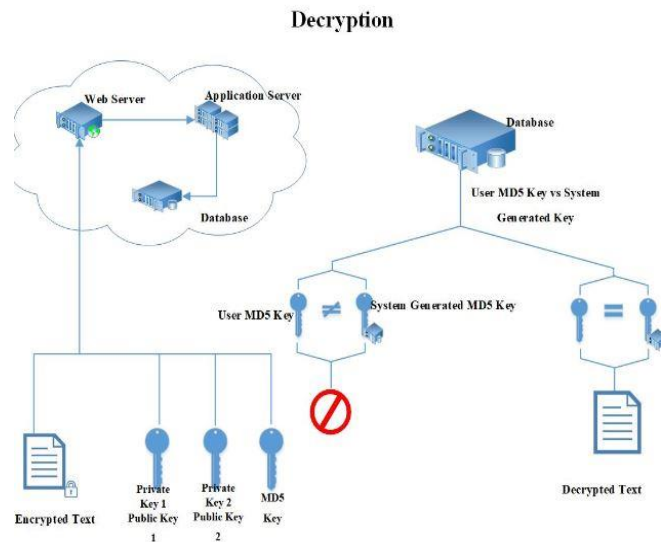 Decryption
Web Server
Application Server
Database
Database
User MD5 Key vs System
Generated Key
User MD5 Key
System Generated MD5 Key
Encrypted Text
Private
Key 1
Public Key
1
Private
Key 2
Public Key
2
MD5
Key
Decrypted Text